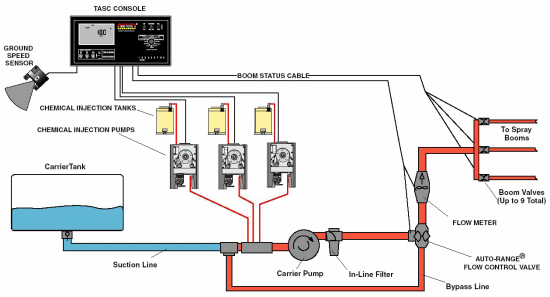 TASC CONSOLE
GROUND
SPEED
SENSOR
BOOM STATUS CABLE
CHEMICAL INJECTION TANKS
CHEMICAL INJECTION PUMPS
To Spray
Booms
CarrierTank
Boom Valves
(Up to 9 Total)
FLOW METER
AUTO-RANGE®
FLOW CONTROL VALVE
Suction Line
Carrier Pump
In-Line Filter
Bypass Line